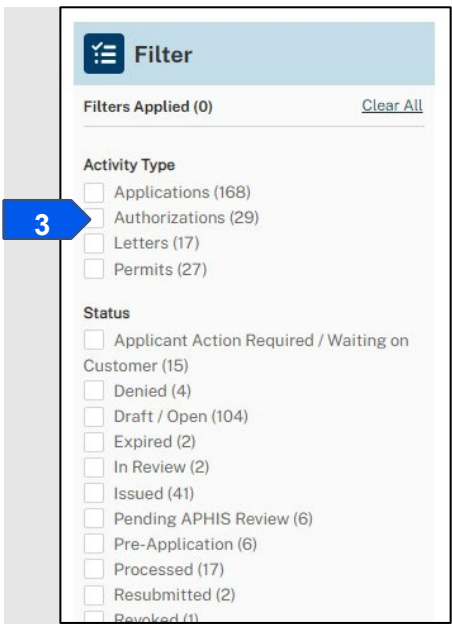 Filter
Filters Applied (0) Clear All
Activity Type
Applications (168)
3 Authorizations (29)
Letters (17)
Permits (27)
Status
Applicant Action Required / Waiting on
Customer (15)
Denied (4)
Draft / Open (104)
Expired (2)
In Review (2)
Issued (41)
Pending APHIS Review (6)
Pre-Application (6)
Processed (17)
Resubmitted (2)
Revoked (1)